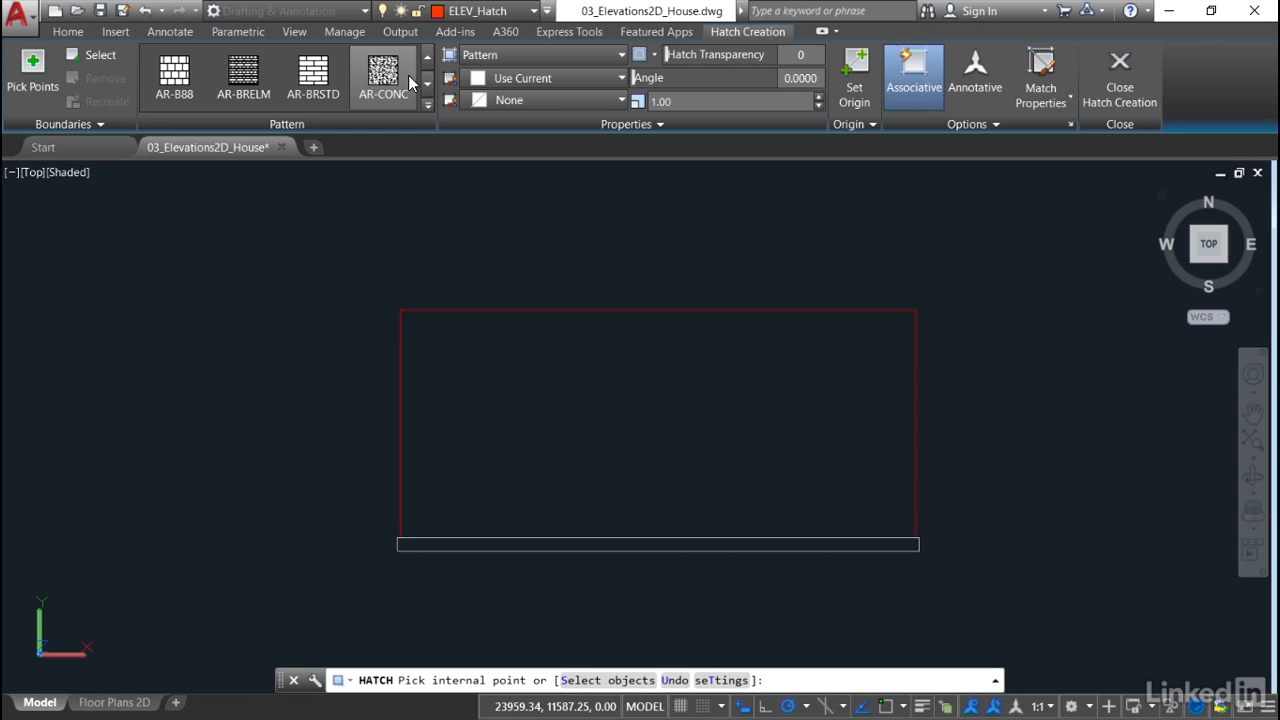 A Drafting & Annotation ELEV_Hatch 03_Elevations2D_House.dwg Type a keyword or phrase Sign In
Home Insert Annotate Parametric View Manage Output Add-ins A360 Express Tools Featured Apps Hatch Creation
Pick Points Select Remove Recreate
AR-B88 AR-BRELM AR-BRSTD AR-CONC
Pattern Hatch Transparency 0
Use Current Angle 0.0000
None 1.00
Set Origin Associative Annotative Match Properties Close Hatch Creation
Boundaries Pattern Properties Origin Options Close
Start 03_Elevations2D_House*
[−][Top][Shaded]
N
W TOP E
S
WCS
Y
X
HATCH Pick internal point or [Select objects Undo seTtings]:
LinkedIn
Model Floor Plans 2D 23959.34, 11587.25, 0.00 MODEL 1:1